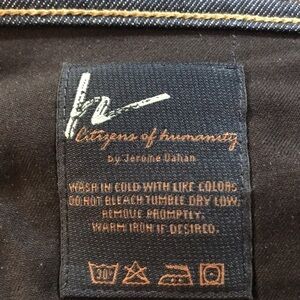 Citizens of humanity
by Jerome Dahan
WASH IN COLD WITH LIKE COLORS
DO NOT BLEACH TUMBLE DRY LOW.
REMOVE PROMPTLY.
WARM IRON IF DESIRED.
30°